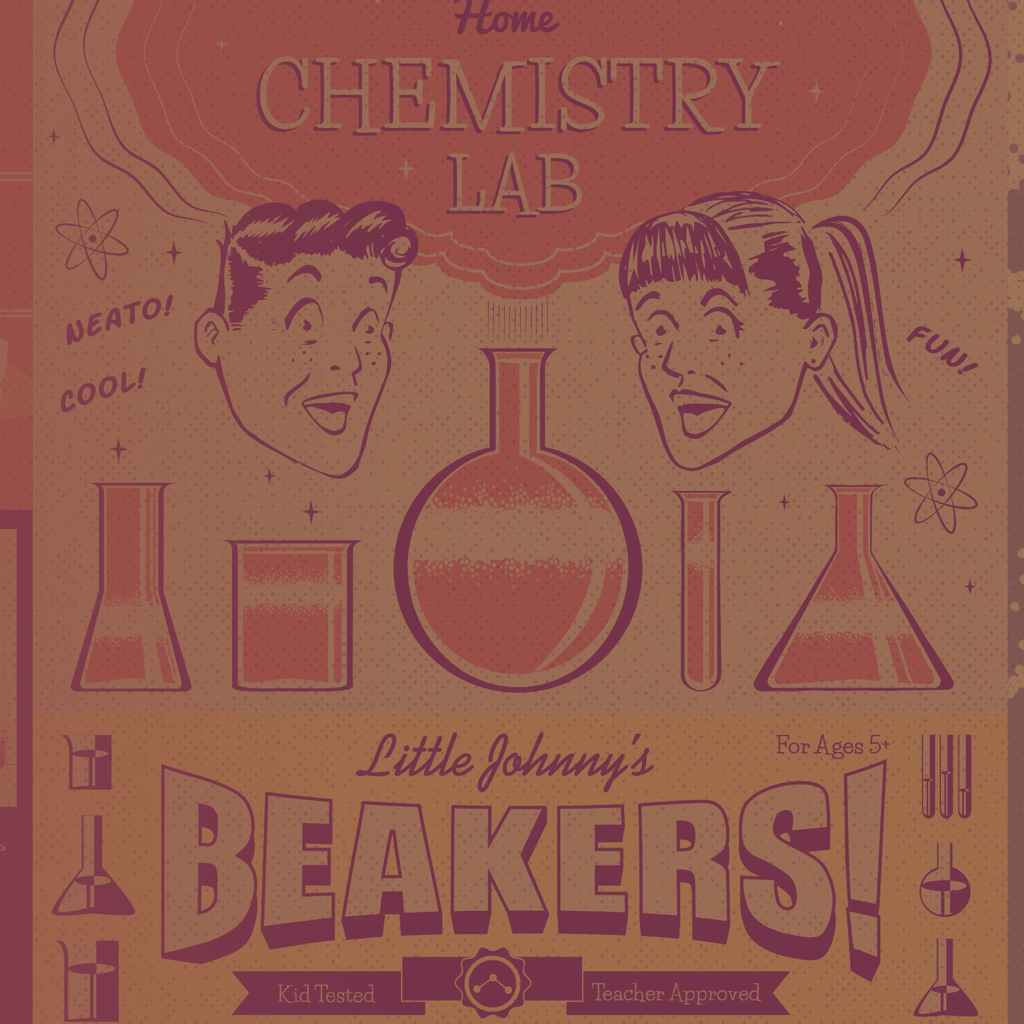 Home
CHEMISTRY
LAB
NEATO!
COOL!
FUN!
Little Johnny's
For Ages 5+
BEAKERS!
Kid Tested
Teacher Approved